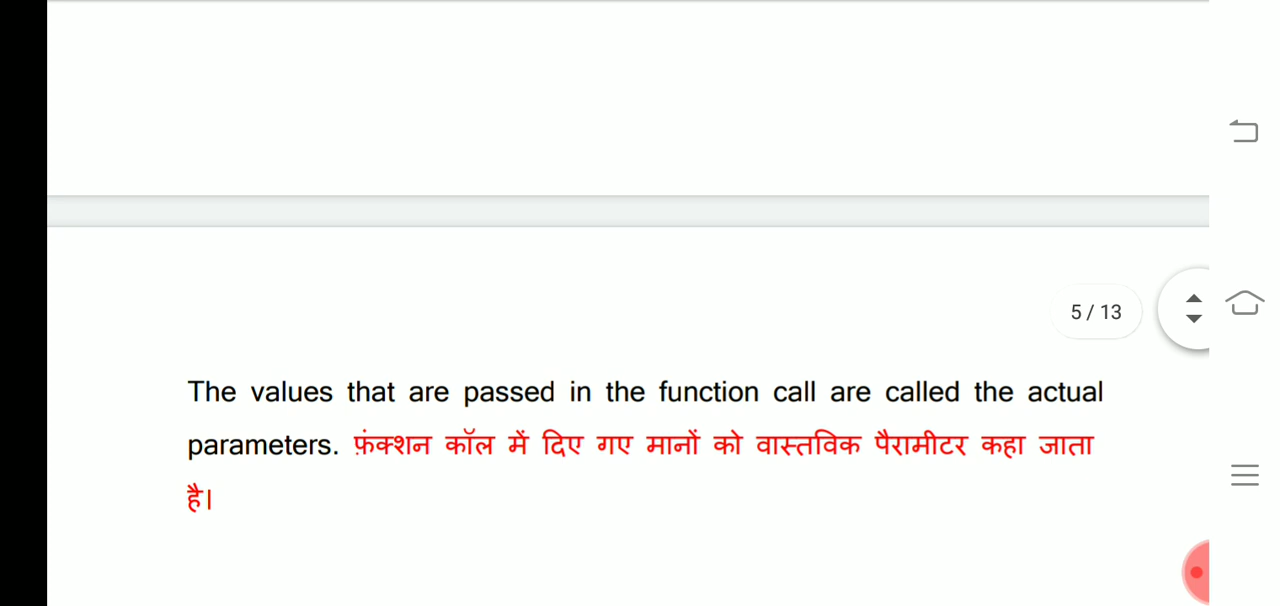 5 / 13
The values that are passed in the function call are called the actual
parameters. फ़ंक्शन कॉल में दिए गए मानों को वास्तविक पैरामीटर कहा जाता
है।